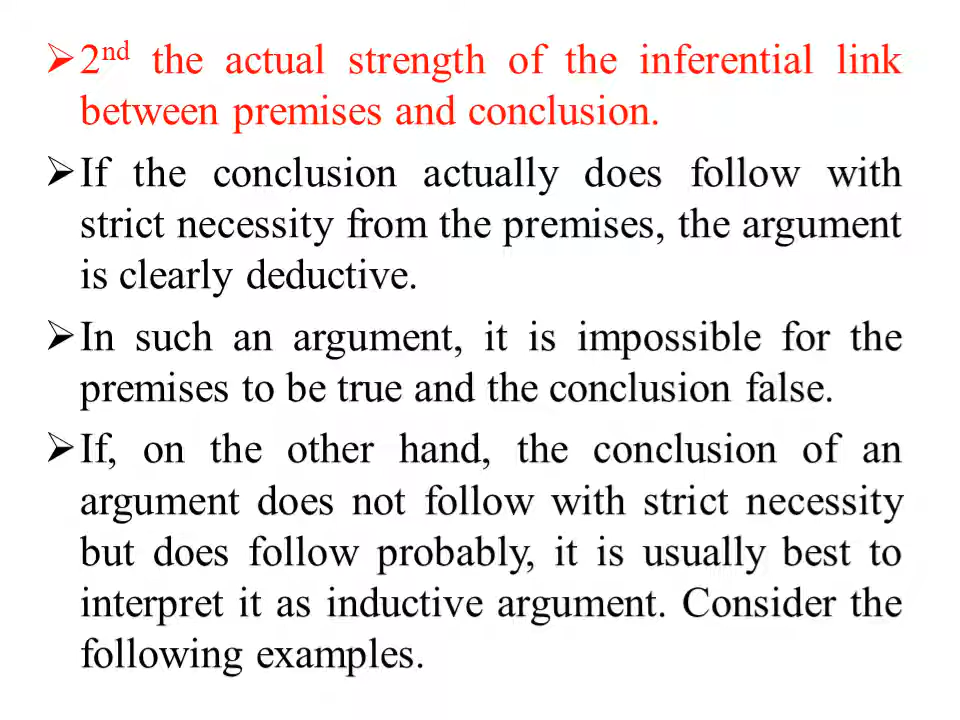 ➢2nd the actual strength of the inferential link
between premises and conclusion.
➢If the conclusion actually does follow with
strict necessity from the premises, the argument
is clearly deductive.
➢In such an argument, it is impossible for the
premises to be true and the conclusion false.
➢If, on the other hand, the conclusion of an
argument does not follow with strict necessity
but does follow probably, it is usually best to
interpret it as inductive argument. Consider the
following examples.